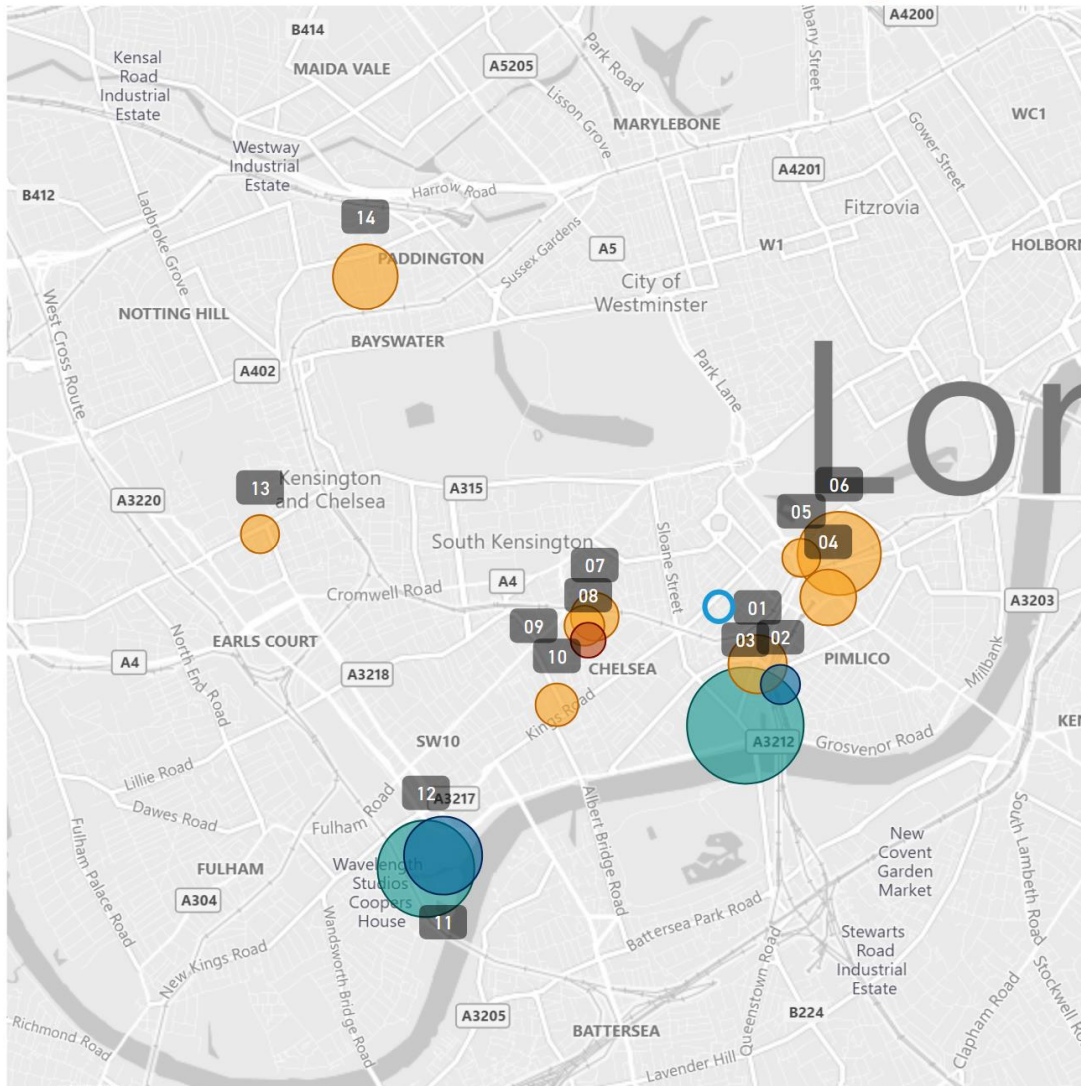 B414
A4200
Albany Street
Kensal
Road
Industrial
Estate
MAIDA VALE
A5205
Park Road
Lisson Grove
MARYLEBONE
Gower Street
WC1
Westway
Industrial
Estate
A4201
B412
Harrow Road
Ladbroke Grove
Fitzrovia
14
Sussex Gardens
A5
W1
HOLBORN
PADDINGTON
City of
Westminster
West Cross Route
NOTTING HILL
BAYSWATER
A402
Park Lane
Lon
13
Kensington
and Chelsea
A3220
A315
06
05
04
South Kensington
Sloane Street
07
A4
08
Cromwell Road
A3203
01
09
03
02
EARLS COURT
North End Road
A4
A3218
10
CHELSEA
PIMLICO
Millbank
Kings Road
SW10
A3212
Grosvenor Road
KEN
Lillie Road
12
A3217
Dawes Road
Fulham Road
Albert Bridge Road
South Lambeth Road
Fulham Palace Road
FULHAM
Wavelength
Studios
Coopers
House
New
Covent
Garden
Market
A304
11
Wandsworth Bridge Road
Battersea Park Road
New Kings Road
Queenstown Road
Stewarts
Road
Industrial
Estate
Stockwell Ro
Richmond Road
A3205
BATTERSEA
B224
Clapham Road
Lavender Hill